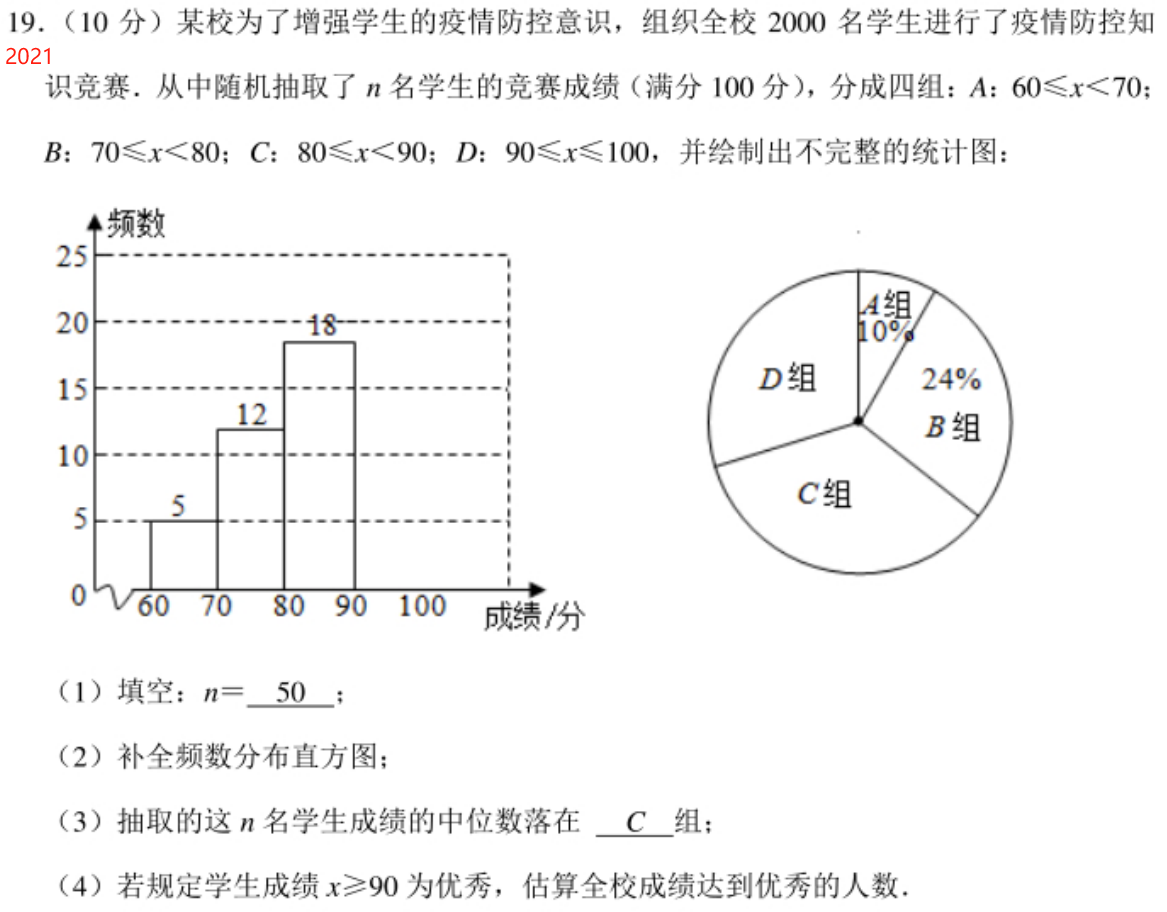 19.（10 分）某校为了增强学生的疫情防控意识，组织全校 2000 名学生进行了疫情防控知
2021
识竞赛．从中随机抽取了 n 名学生的竞赛成绩（满分 100 分），分成四组：A：60≤x＜70；
B：70≤x＜80；C：80≤x＜90；D：90≤x≤100，并绘制出不完整的统计图：
频数
25
20
15
10
5
0
5
12
18
60 70 80 90 100
成绩/分
A组
10%
24%
B组
C组
D组
（1）填空：n＝ 50 ；
（2）补全频数分布直方图；
（3）抽取的这 n 名学生成绩的中位数落在 C 组；
（4）若规定学生成绩 x≥90 为优秀，估算全校成绩达到优秀的人数．